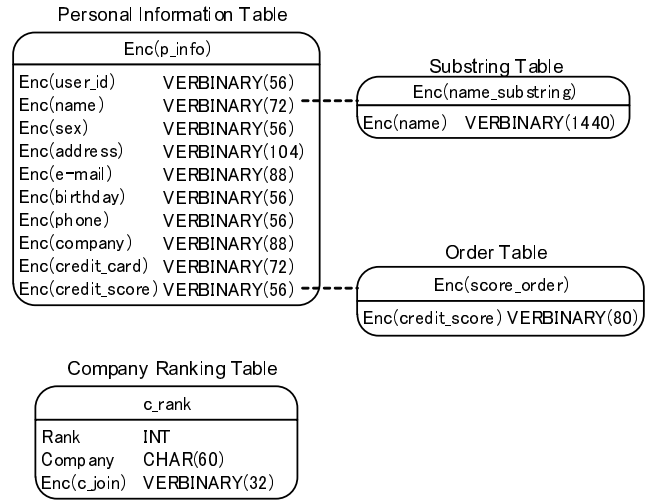 Personal Information Table
Enc(p_info)
Enc(user_id) VERBINARY(56)
Enc(name) VERBINARY(72)
Enc(sex) VERBINARY(56)
Enc(address) VERBINARY(104)
Enc(e-mail) VERBINARY(88)
Enc(birthday) VERBINARY(56)
Enc(phone) VERBINARY(56)
Enc(company) VERBINARY(88)
Enc(credit_card) VERBINARY(72)
Enc(credit_score) VERBINARY(56)
Substring Table
Enc(name_substring)
Enc(name) VERBINARY(1440)
Order Table
Enc(score_order)
Enc(credit_score) VERBINARY(80)
Company Ranking Table
c_rank
Rank INT
Company CHAR(60)
Enc(c_join) VERBINARY(32)